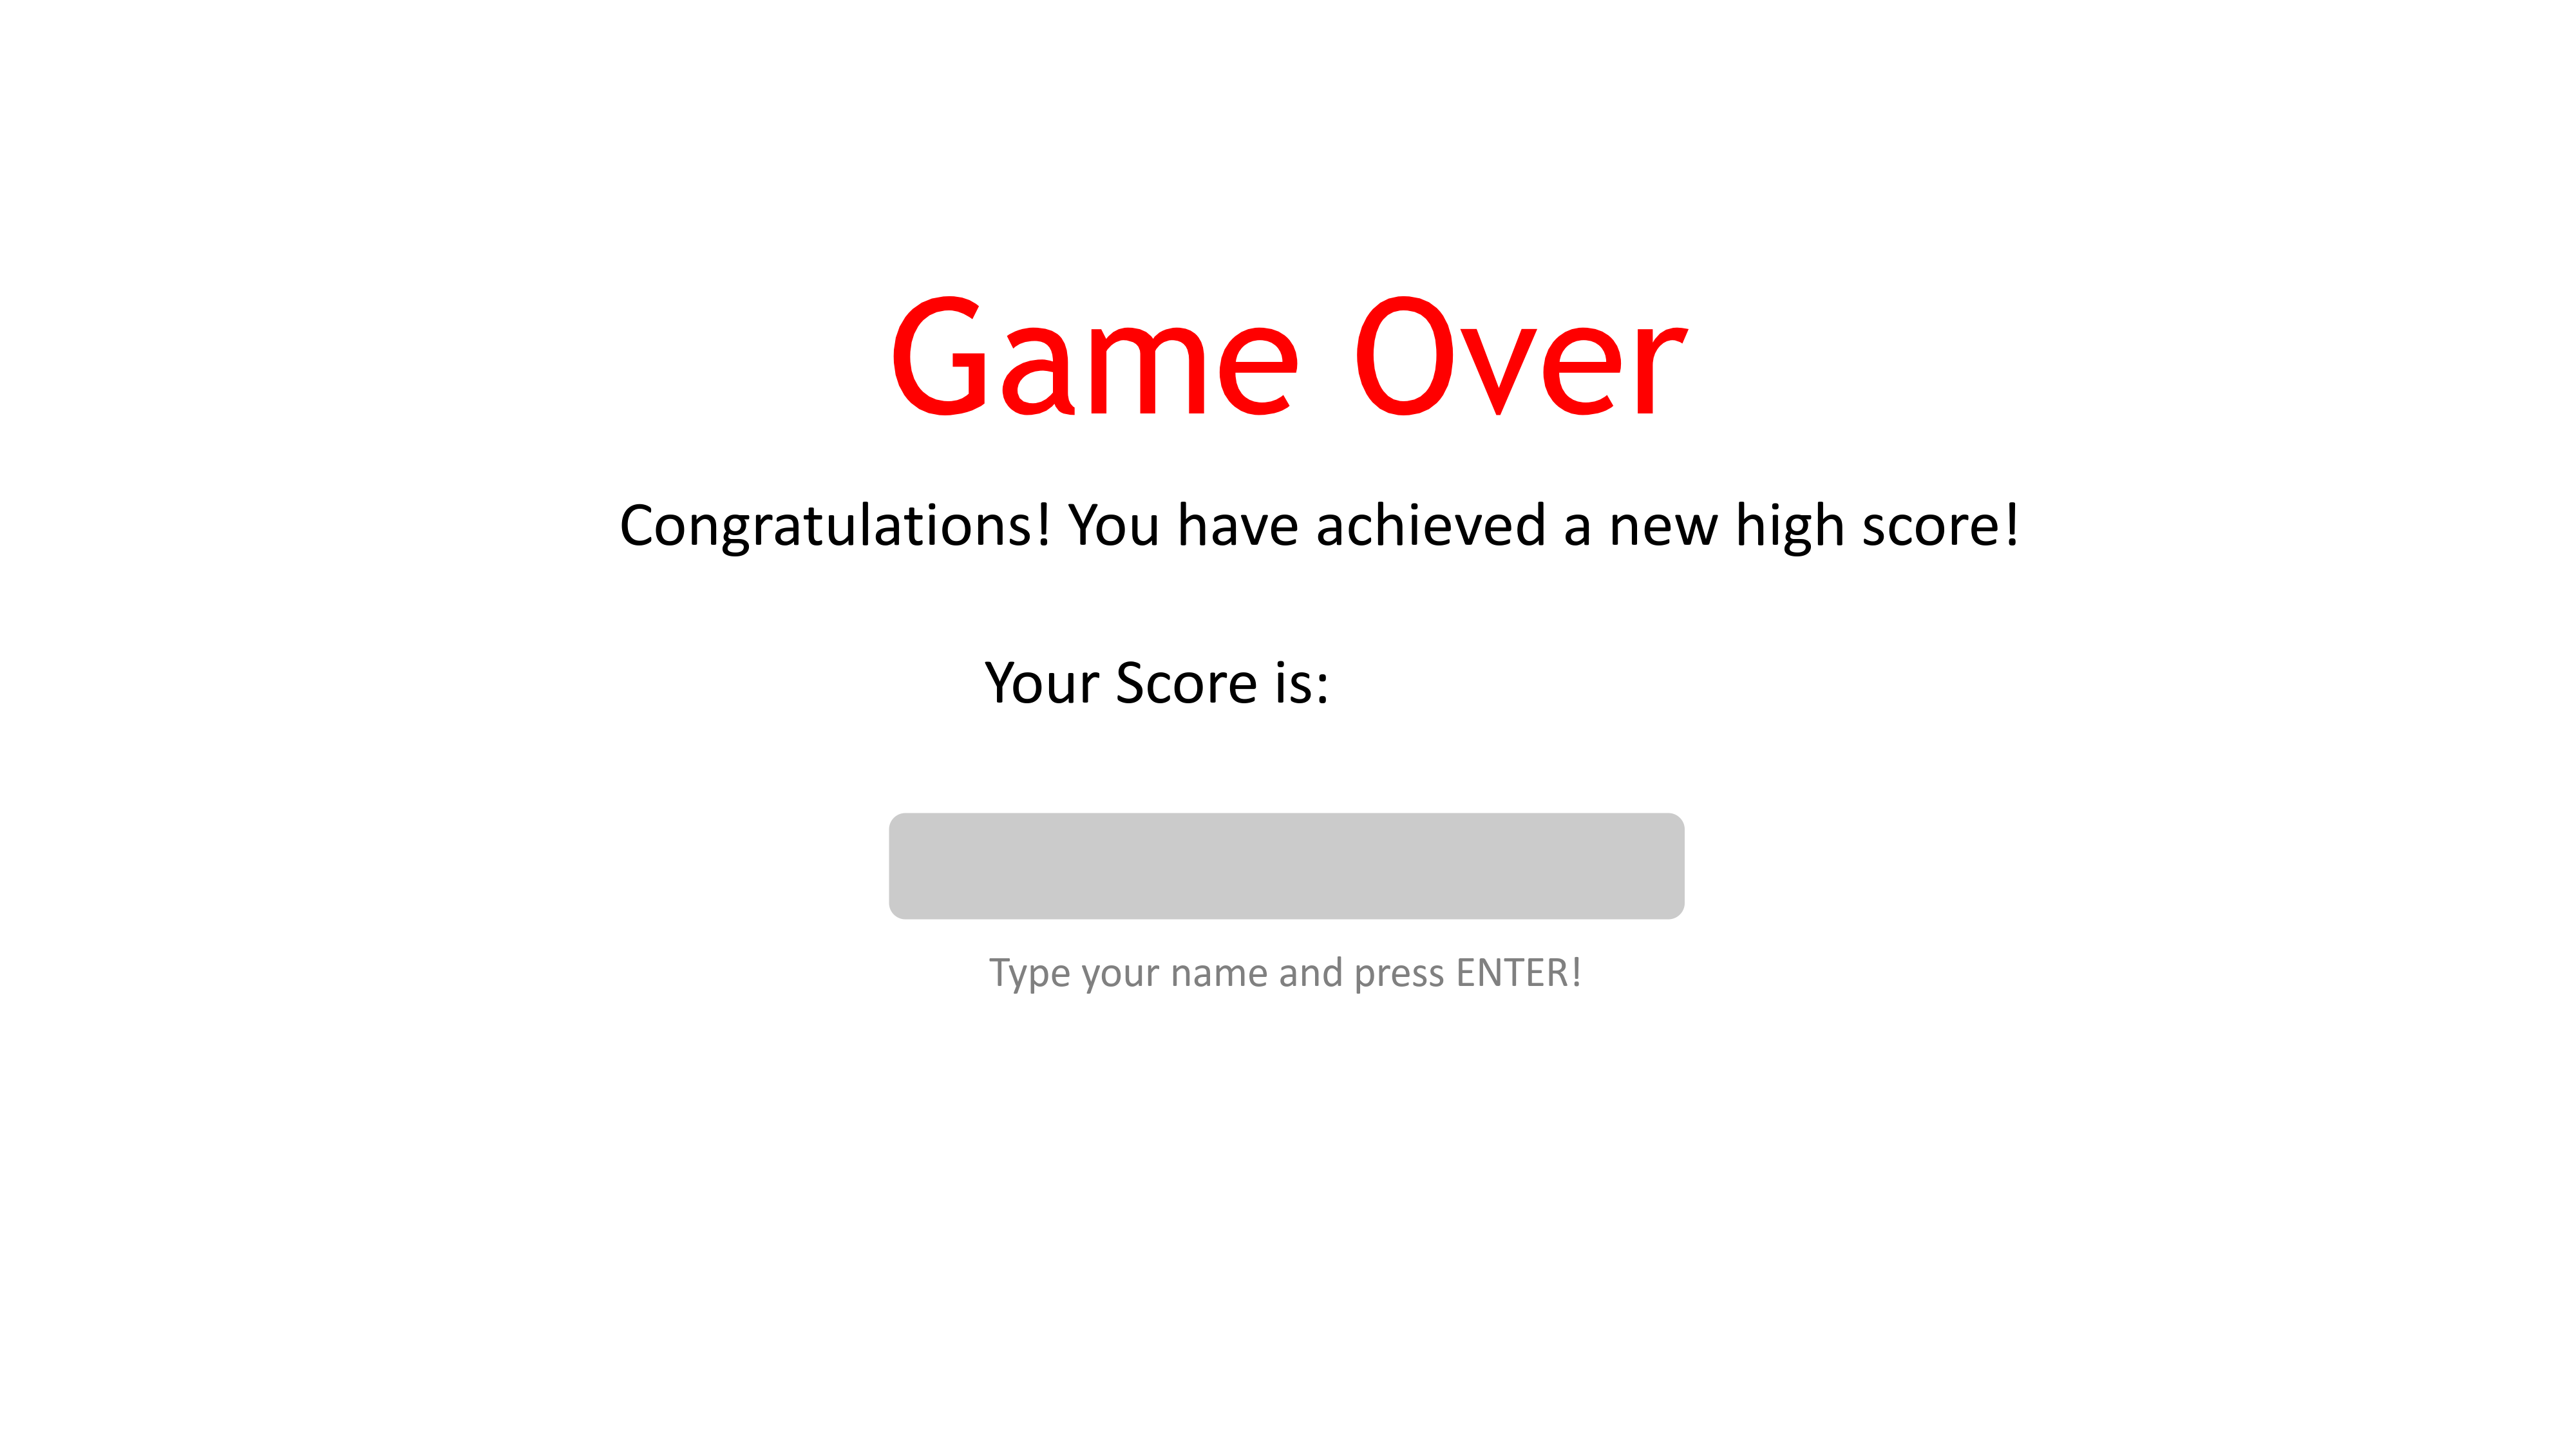 Game Over
Congratulations! You have achieved a new high score!
Your Score is:
Type your name and press ENTER!